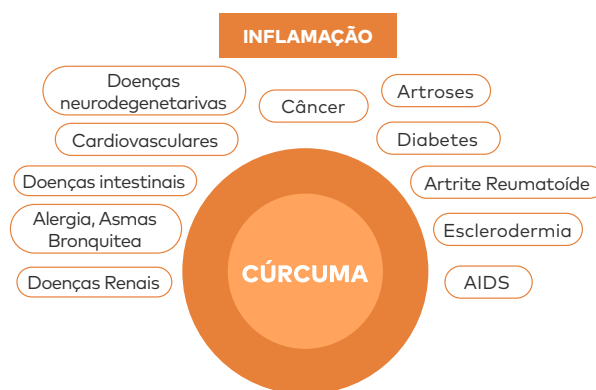 INFLAMAÇÃO
Doenças
neurodegenetarivas
Câncer
Artroses
Cardiovasculares
Diabetes
Doenças intestinais
Artrite Reumatoíde
Alergia, Asmas
Bronquitea
Esclerodermia
CÚRCUMA
Doenças Renais
AIDS